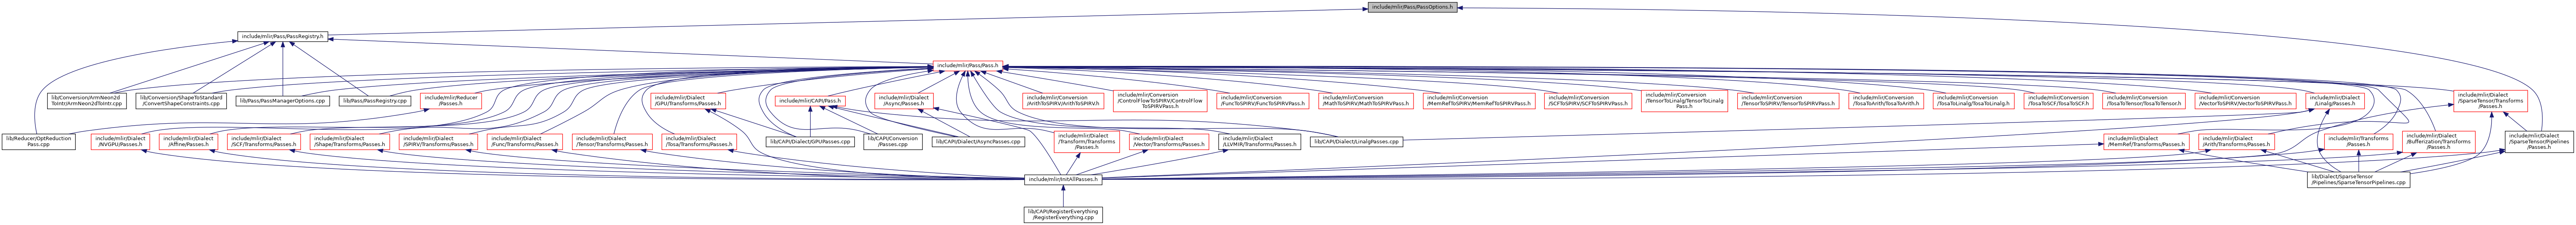 include/mlir/Pass/PassOptions.h
include/mlir/Pass/PassRegistry.h
include/mlir/Pass/Pass.h
lib/Conversion/ArmNeon2d
ToIntr/ArmNeon2dToIntr.cpp
lib/Conversion/ShapeToStandard
/ConvertShapeConstraints.cpp
lib/Pass/PassManagerOptions.cpp
lib/Pass/PassRegistry.cpp
include/mlir/Reducer
/Passes.h
include/mlir/Dialect
/GPU/Transforms/Passes.h
include/mlir/CAPI/Pass.h
include/mlir/Dialect
/Async/Passes.h
include/mlir/Conversion
/ArithToSPIRV/ArithToSPIRV.h
include/mlir/Conversion
/ControlFlowToSPIRV/ControlFlow
ToSPIRVPass.h
include/mlir/Conversion
/FuncToSPIRV/FuncToSPIRVPass.h
include/mlir/Conversion
/MathToSPIRV/MathToSPIRVPass.h
include/mlir/Conversion
/MemRefToSPIRV/MemRefToSPIRVPass.h
include/mlir/Conversion
/SCFToSPIRV/SCFToSPIRVPass.h
include/mlir/Conversion
/TensorToLinalg/TensorToLinalg
Pass.h
include/mlir/Conversion
/TensorToSPIRV/TensorToSPIRVPass.h
include/mlir/Conversion
/TosaToArith/TosaToArith.h
include/mlir/Conversion
/TosaToLinalg/TosaToLinalg.h
include/mlir/Conversion
/TosaToSCF/TosaToSCF.h
include/mlir/Conversion
/TosaToTensor/TosaToTensor.h
include/mlir/Conversion
/VectorToSPIRV/VectorToSPIRVPass.h
include/mlir/Dialect
/Linalg/Passes.h
include/mlir/Dialect
/SparseTensor/Transforms
/Passes.h
lib/Reducer/OptReduction
Pass.cpp
include/mlir/Dialect
/NVGPU/Passes.h
include/mlir/Dialect
/Affine/Passes.h
include/mlir/Dialect
/SCF/Transforms/Passes.h
include/mlir/Dialect
/Shape/Transforms/Passes.h
include/mlir/Dialect
/SPIRV/Transforms/Passes.h
include/mlir/Dialect
/Func/Transforms/Passes.h
include/mlir/Dialect
/Tensor/Transforms/Passes.h
include/mlir/Dialect
/Tosa/Transforms/Passes.h
lib/CAPI/Dialect/GPUPasses.cpp
lib/CAPI/Conversion
/Passes.cpp
lib/CAPI/Dialect/AsyncPasses.cpp
include/mlir/Dialect
/Transform/Transforms
/Passes.h
include/mlir/Dialect
/Vector/Transforms/Passes.h
include/mlir/Dialect
/LLVMIR/Transforms/Passes.h
lib/CAPI/Dialect/LinalgPasses.cpp
include/mlir/Dialect
/MemRef/Transforms/Passes.h
include/mlir/Dialect
/Arith/Transforms/Passes.h
include/mlir/Transforms
/Passes.h
include/mlir/Dialect
/Bufferization/Transforms
/Passes.h
include/mlir/Dialect
/SparseTensor/Pipelines
/Passes.h
include/mlir/InitAllPasses.h
lib/Dialect/SparseTensor
/Pipelines/SparseTensorPipelines.cpp
lib/CAPI/RegisterEverything
/RegisterEverything.cpp